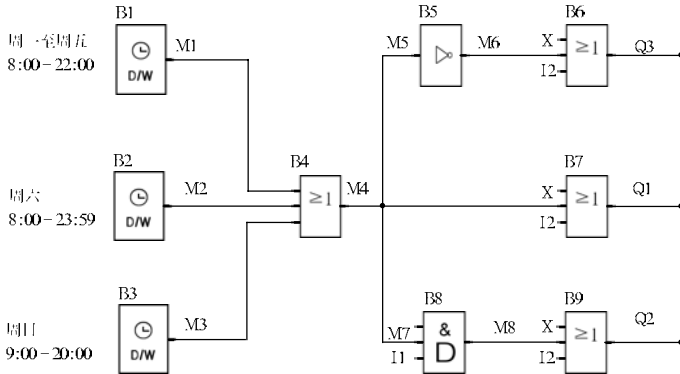 B1
周一至周五
8:00-22:00
D/W
M1
B2
周六
8:00-23:59
D/W
M2
B3
周日
9:00-20:00
D/W
M3
B4
≥1
M4
B5
M5
M6
B6
X
≥1
I2
Q3
B7
X
≥1
I2
Q1
B8
&
D
M7
I1
M8
B9
X
≥1
I2
Q2